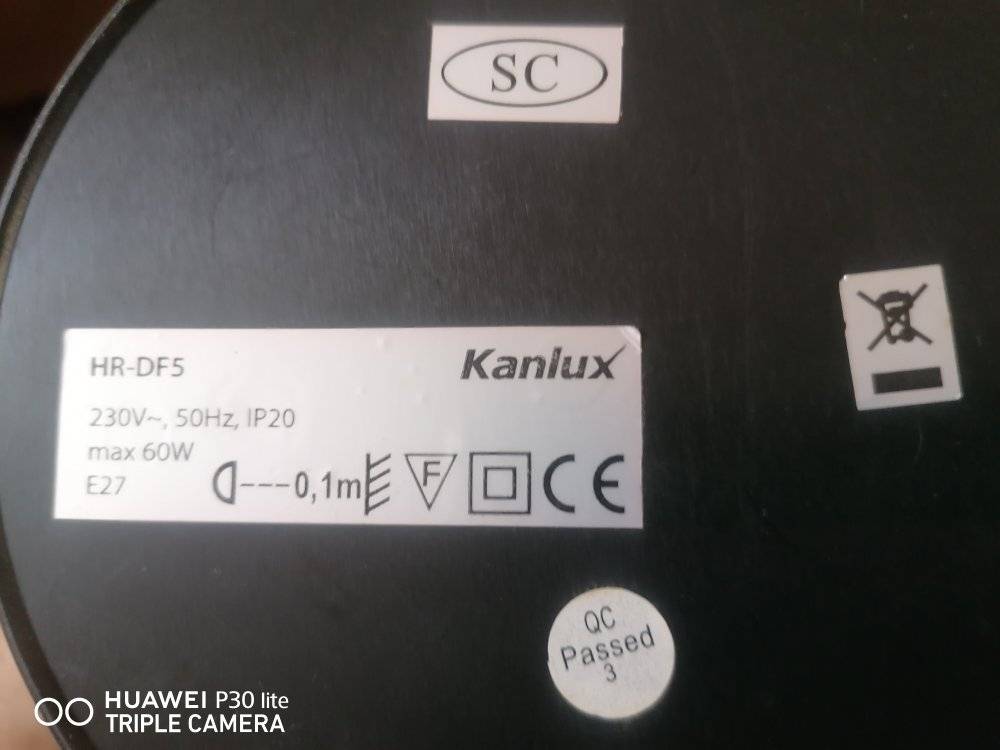 SC
HR-DF5
Kanlux
230V~, 50Hz, IP20
max 60W
E27
0,1m
F
CE
QC
Passed
3
HUAWEI P30 lite
TRIPLE CAMERA